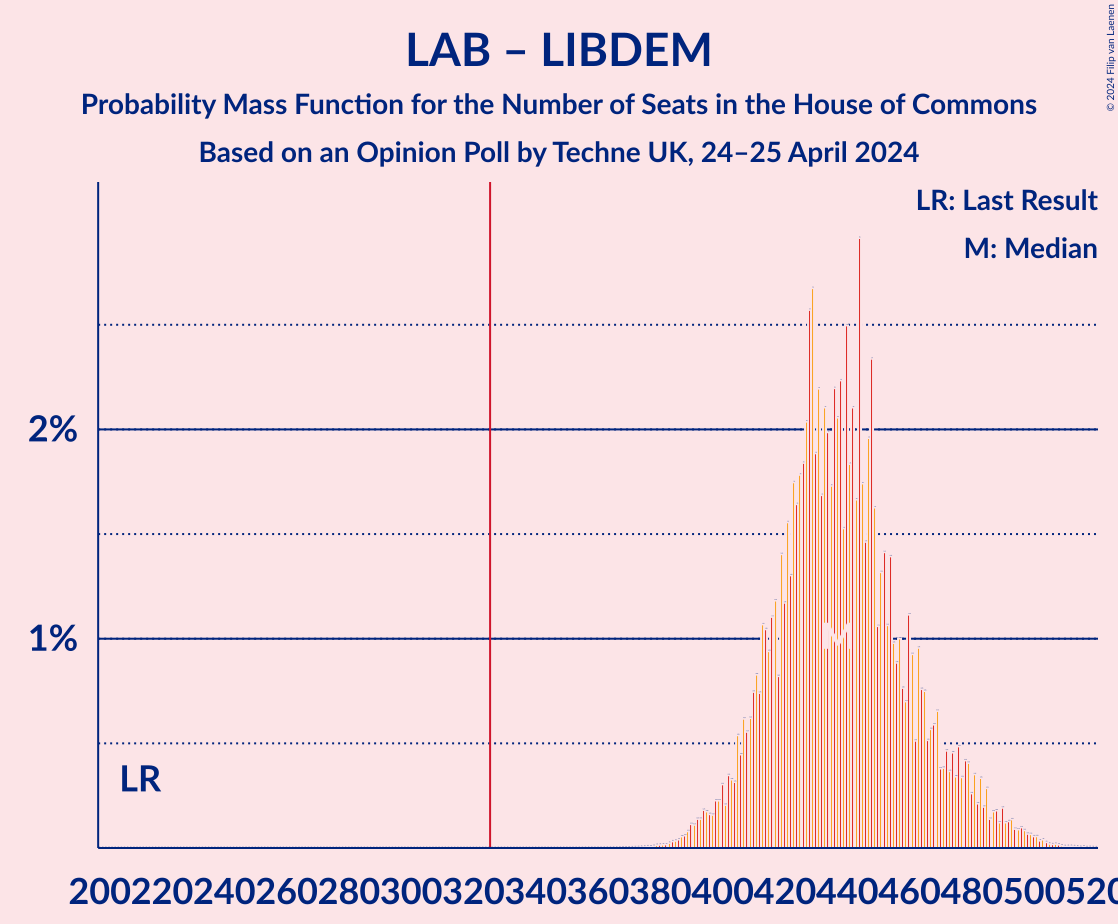 LAB – LIBDEM
Probability Mass Function for the Number of Seats in the House of Commons
Based on an Opinion Poll by Techne UK, 24–25 April 2024
© 2024 Filip van Laenen
LR: Last Result
M: Median
2%
1%
LR
M
200220240260280300320340360380400420440460480500520